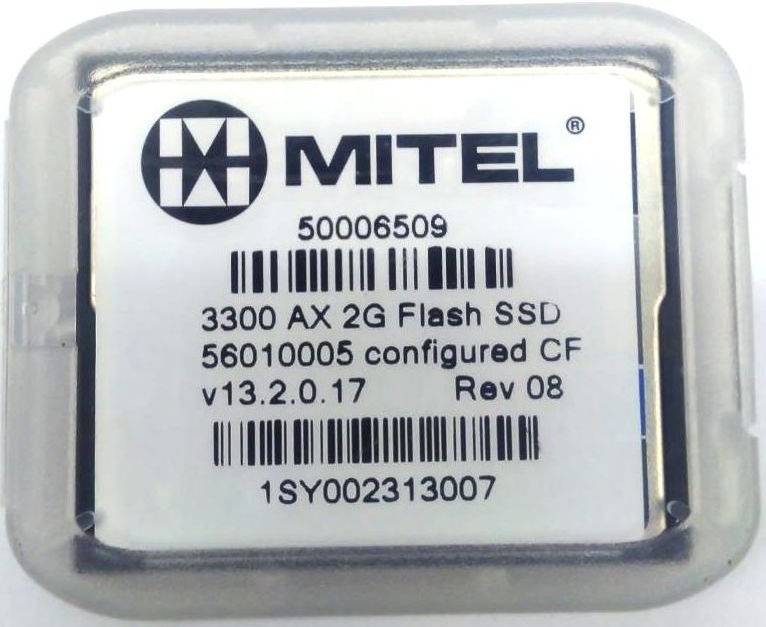 MITEL®
50006509
3300 AX 2G Flash SSD
56010005 configured CF
v13.2.0.17 Rev 08
1SY002313007